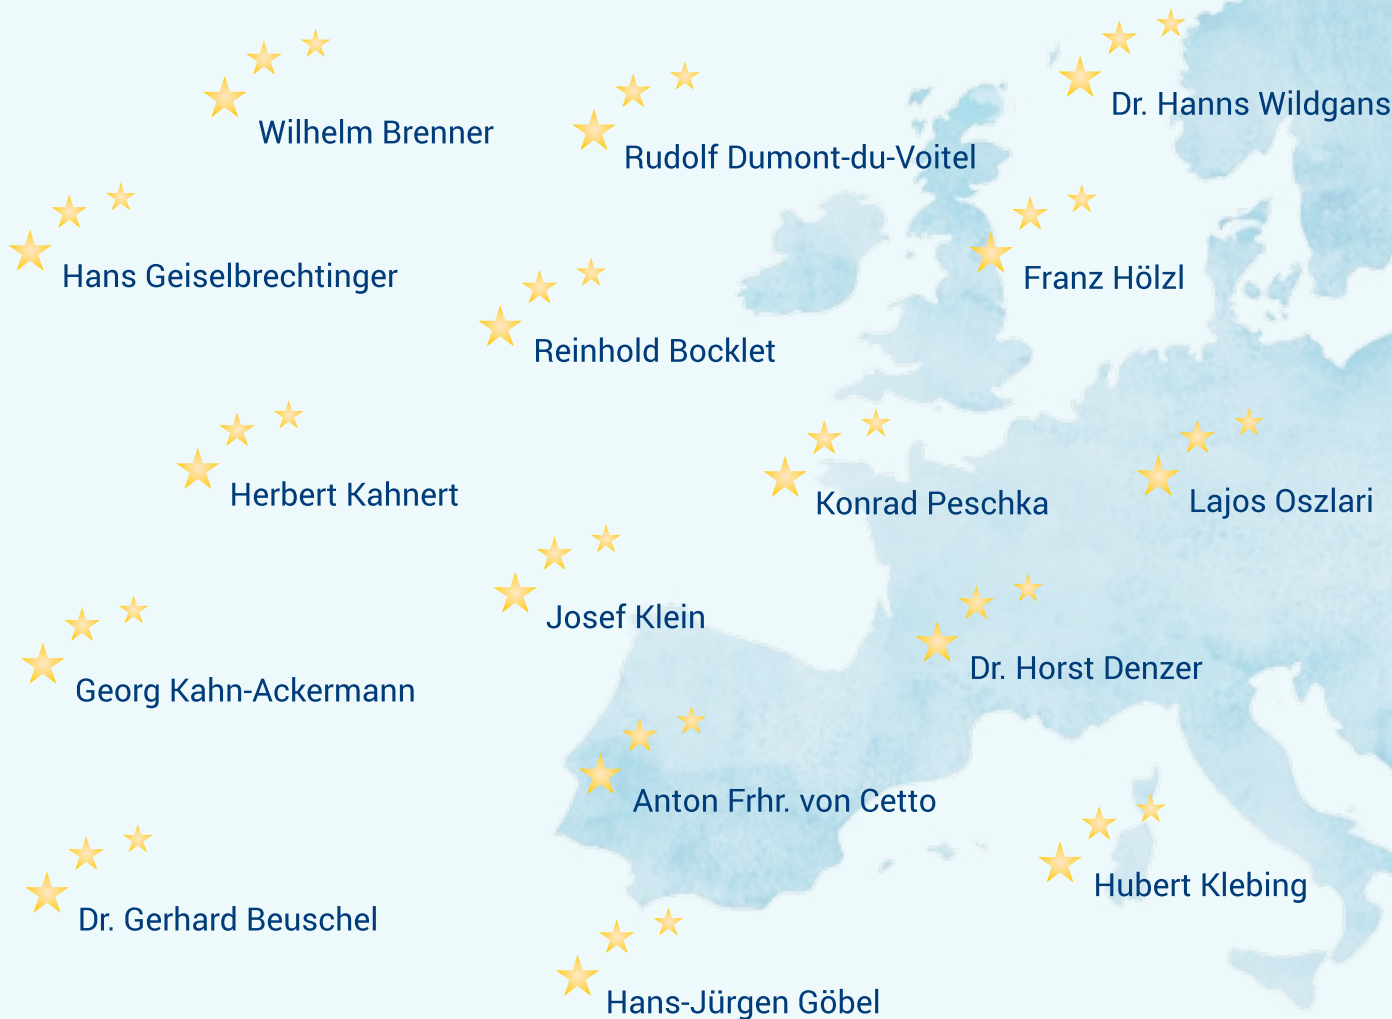 Dr. Hanns Wildgans
Wilhelm Brenner
Rudolf Dumont-du-Voitel
Hans Geiselbrechtinger
Franz Hölzl
Reinhold Bocklet
Herbert Kahnert
Konrad Peschka
Lajos Oszlari
Josef Klein
Georg Kahn-Ackermann
Dr. Horst Denzer
Anton Frhr. von Cetto
Hubert Klebing
Dr. Gerhard Beuschel
Hans-Jürgen Göbel